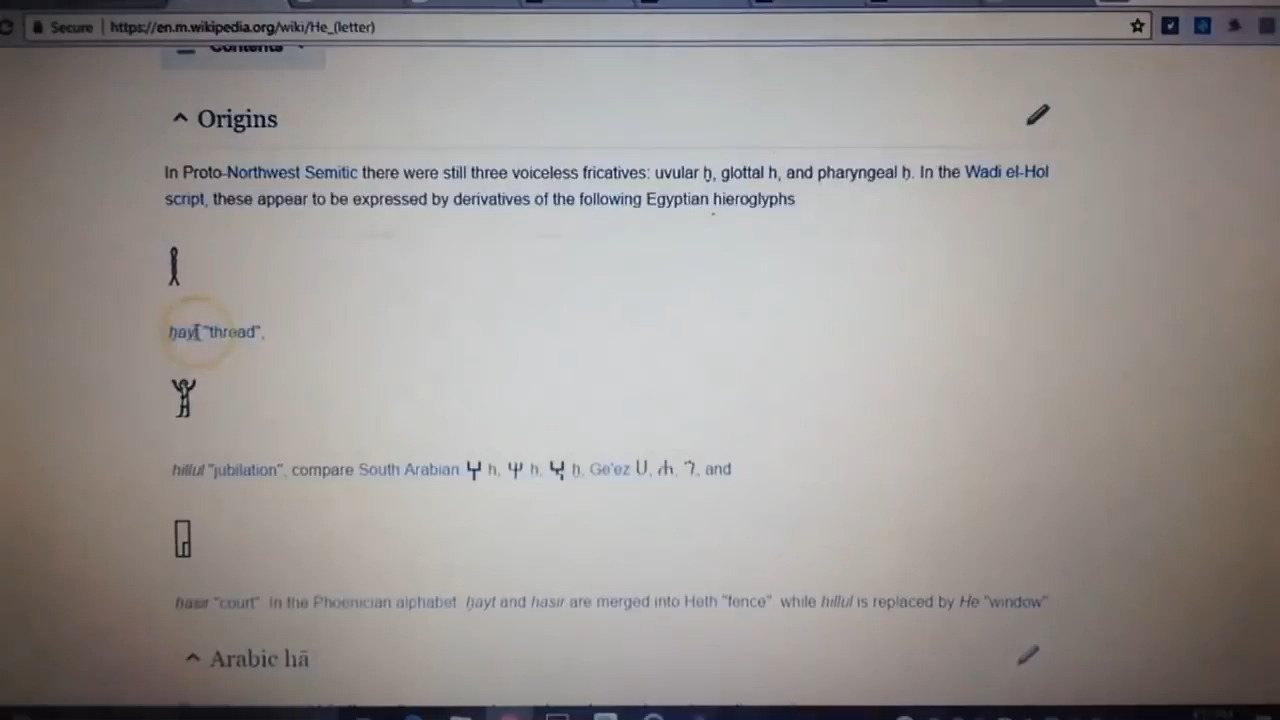 Secure | https://en.m.wikipedia.org/wiki/He_(letter)
Contents
Origins
In Proto-Northwest Semitic there were still three voiceless fricatives: uvular ḫ, glottal h, and pharyngeal ḥ. In the Wadi el-Hol
script, these appear to be expressed by derivatives of the following Egyptian hieroglyphs
ḫayt "thread",
hillul "jubilation", compare South Arabian 𐩠 h, 𐩢 ḥ, 𐩭 ḫ, Ge'ez ሀ, ሐ, ኀ, and
ḥasir "court". In the Phoenician alphabet, ḫayt and ḥasir are merged into Heth "fence", while hillul is replaced by He "window".
Arabic hā